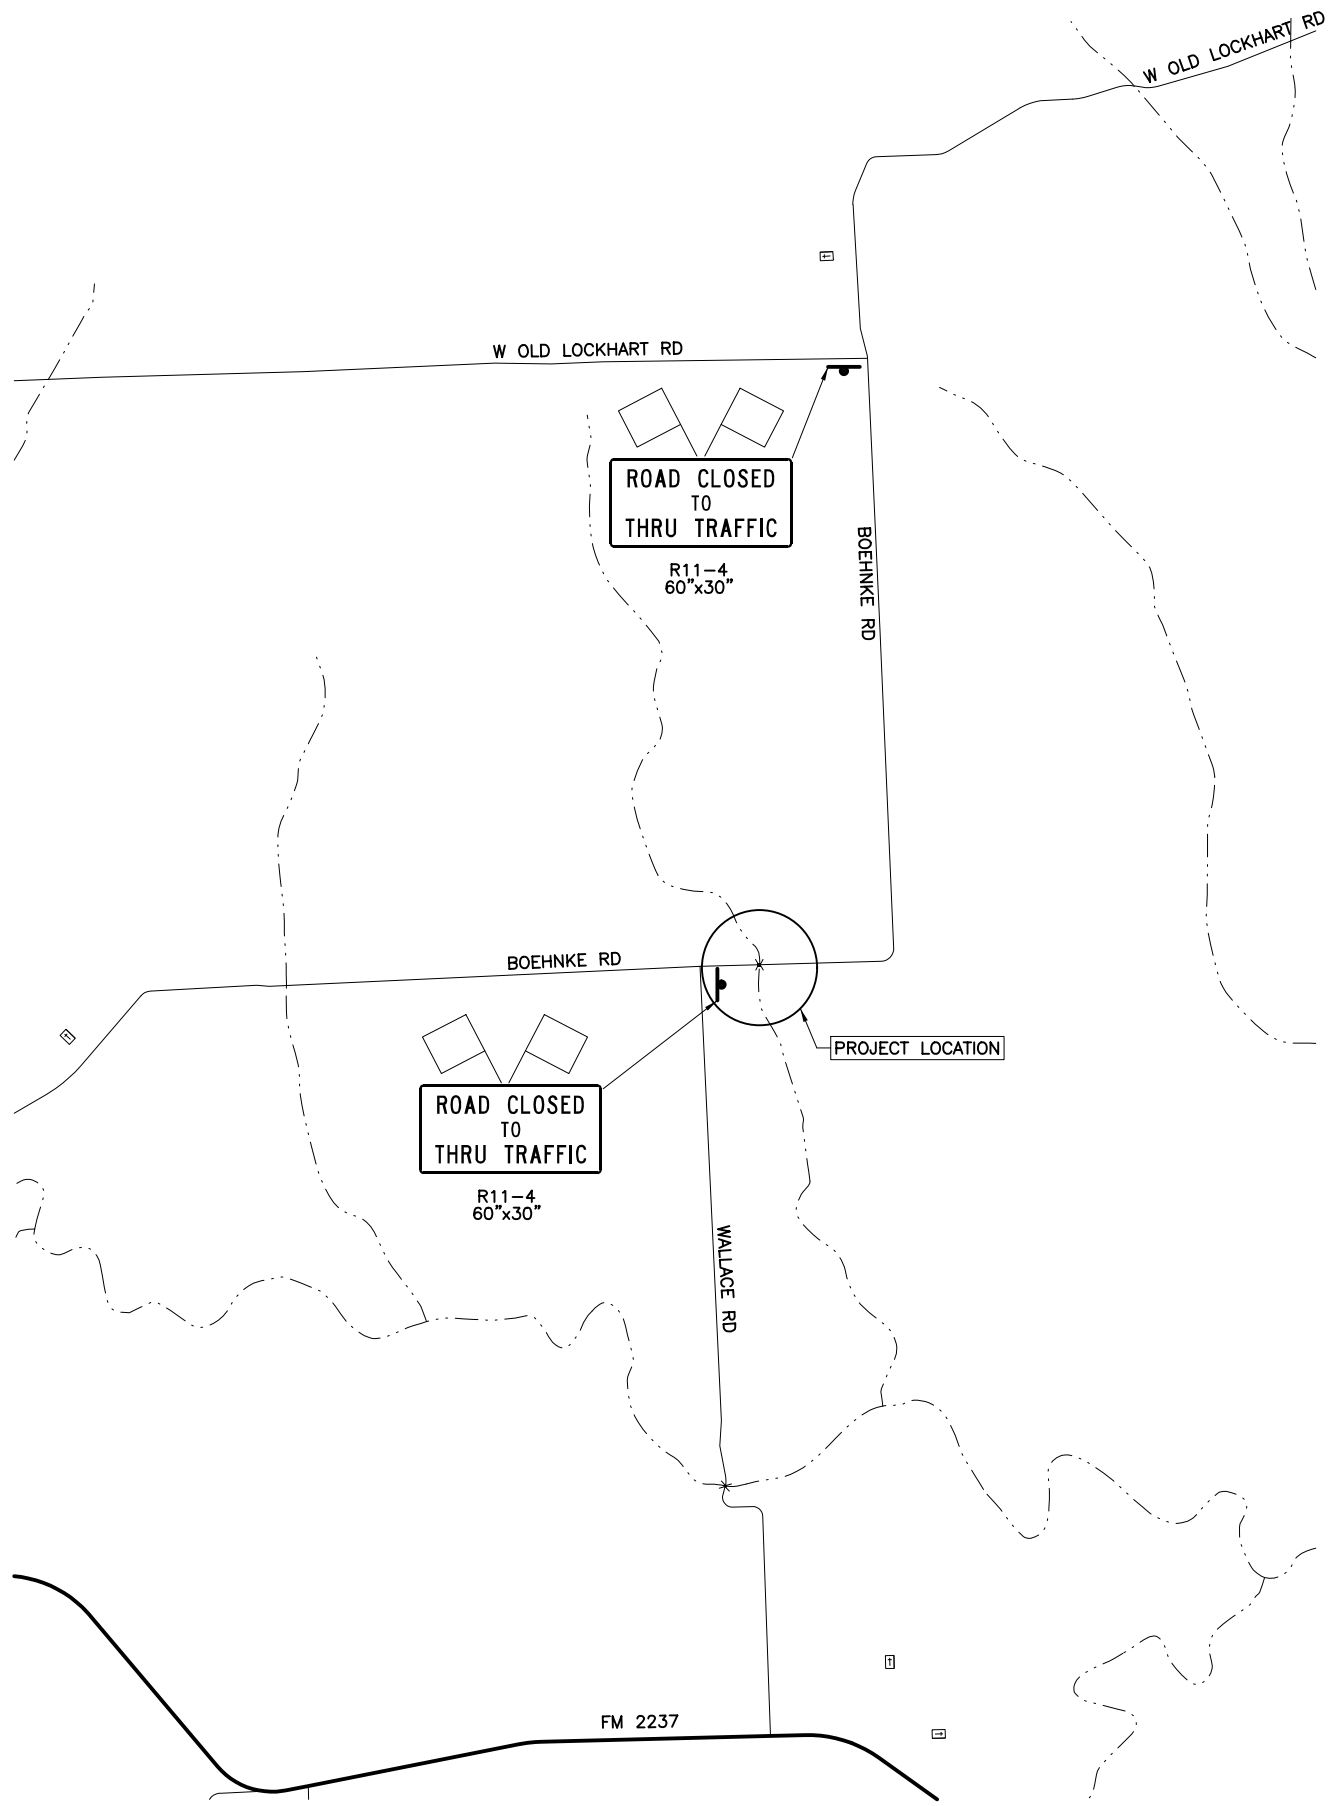 W OLD LOCKHART RD
W OLD LOCKHART RD
ROAD CLOSED
TO
THRU TRAFFIC
R11-4
60"x30"
BOEHNKE RD
BOEHNKE RD
PROJECT LOCATION
ROAD CLOSED
TO
THRU TRAFFIC
R11-4
60"x30"
WALLACE RD
FM 2237